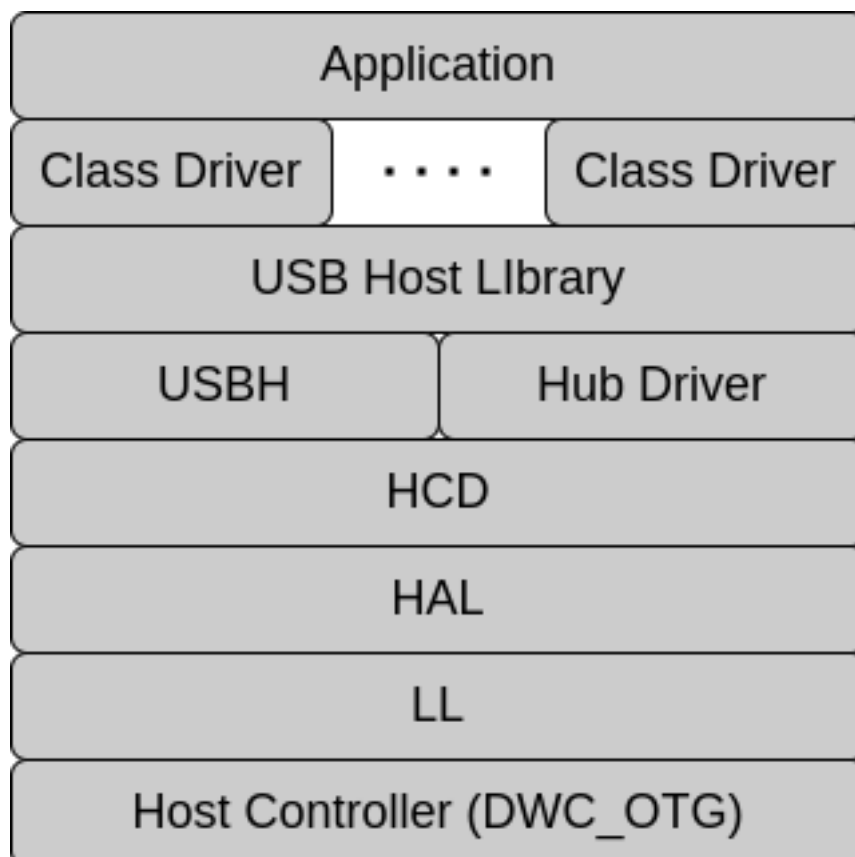 Application
Class Driver .... Class Driver
USB Host LIbrary
USBH Hub Driver
HCD
HAL
LL
Host Controller (DWC_OTG)